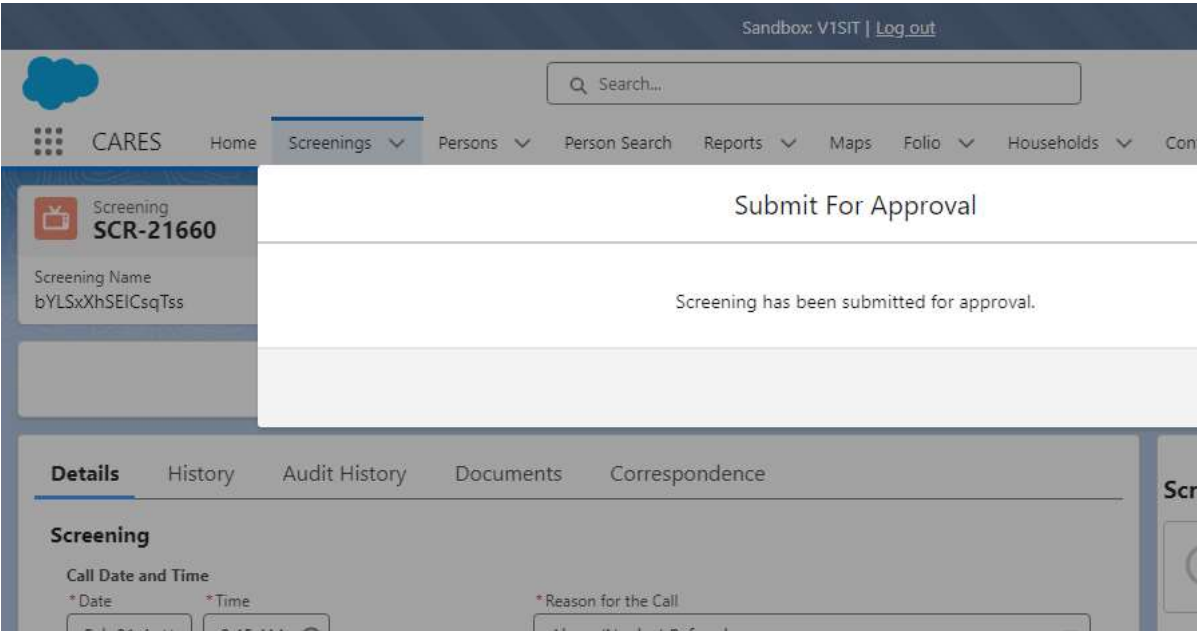 Sandbox: V1SIT | Log out
Search...
CARES Home Screenings Persons Person Search Reports Maps Folio Households Con
Submit For Approval
Screening
SCR-21660
Screening Name
bYLSxXhSEICsqTss
Screening has been submitted for approval.
Details History Audit History Documents Correspondence
Scr
Screening
Call Date and Time
*Date *Time *Reason for the Call